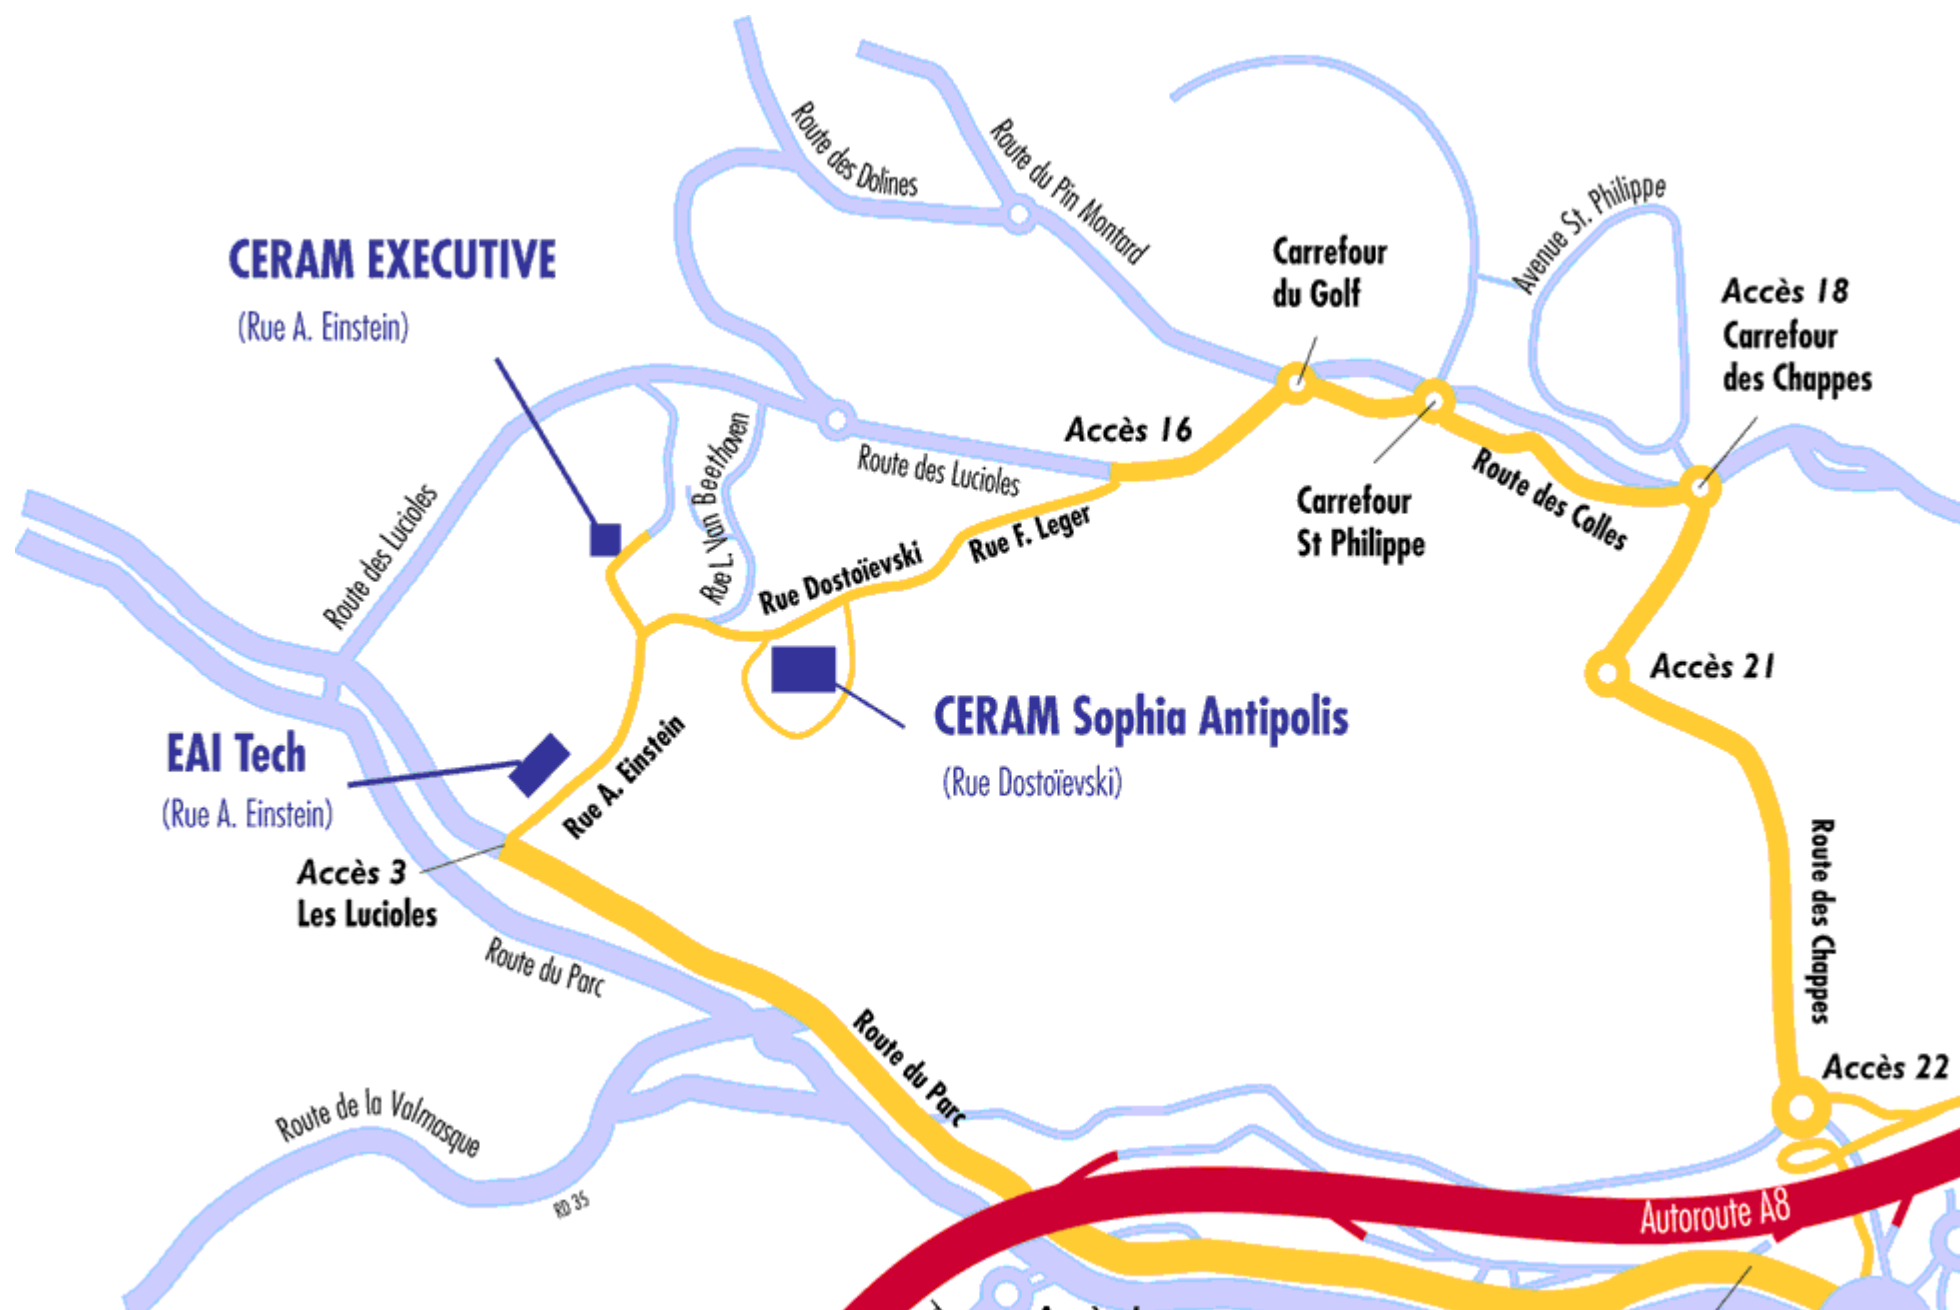 Route des Dolines
Route du Pin Montard
Avenue St. Philippe
CERAM EXECUTIVE
(Rue A. Einstein)
Carrefour
du Golf
Accès 18
Carrefour
des Chappes
Accès 16
Rue L. Van Beethoven
Route des Lucioles
Route des Lucioles
Route des Colles
Carrefour
St Philippe
Rue F. Leger
Rue Dostoïevski
Accès 21
CERAM Sophia Antipolis
(Rue Dostoïevski)
EAI Tech
(Rue A. Einstein)
Rue A. Einstein
Accès 3
Les Lucioles
Route des Chappes
Route du Parc
Route du Parc
Accès 22
Route de la Valmasque
RD 35
Autoroute A8